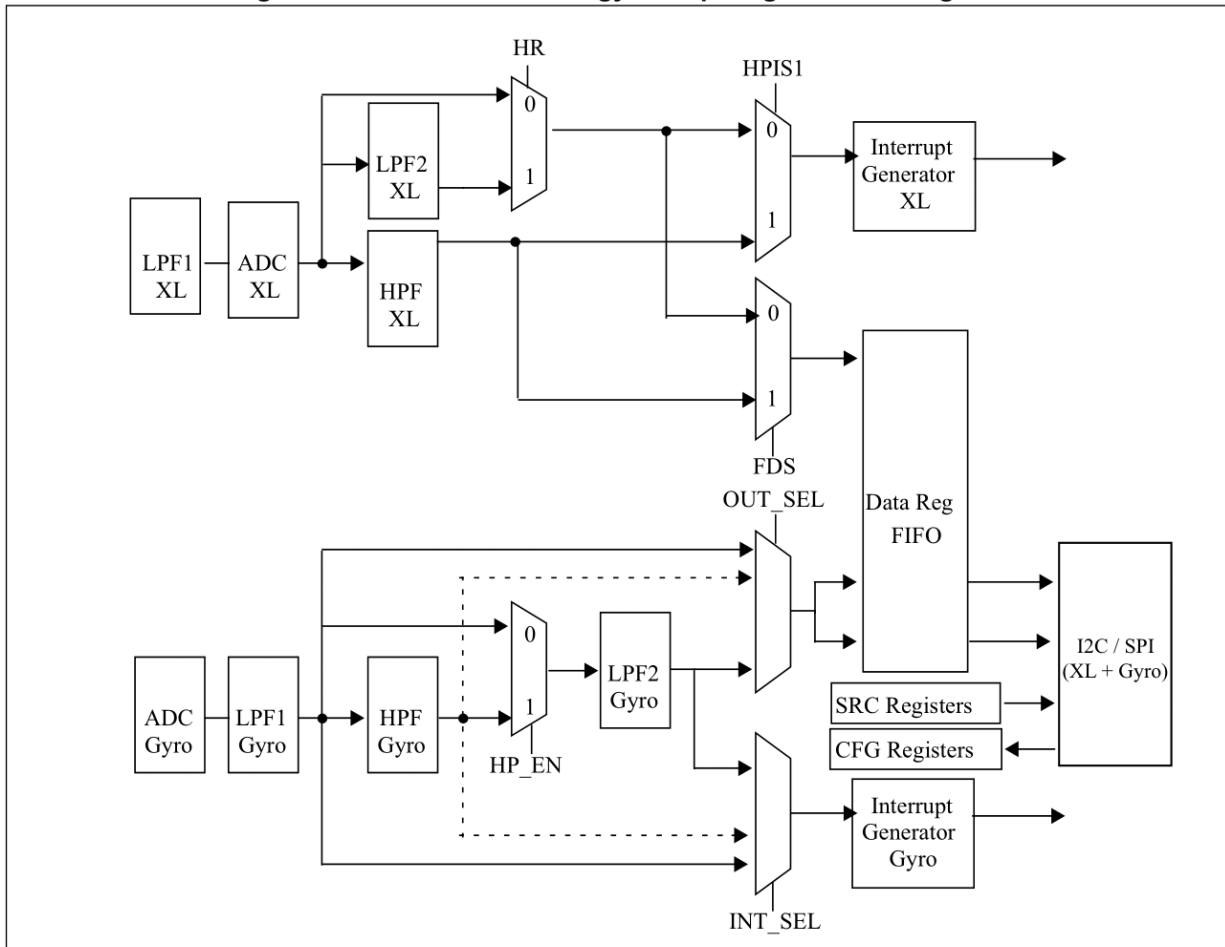 HR
HPIS1
0
0
LPF2
XL
1
Interrupt
Generator
XL
1
LPF1
XL
ADC
XL
HPF
XL
0
1
FDS
OUT_SEL
Data Reg
FIFO
0
1
LPF2
Gyro
I2C / SPI
(XL + Gyro)
ADC
Gyro
LPF1
Gyro
HPF
Gyro
HP_EN
SRC Registers
CFG Registers
Interrupt
Generator
Gyro
INT_SEL